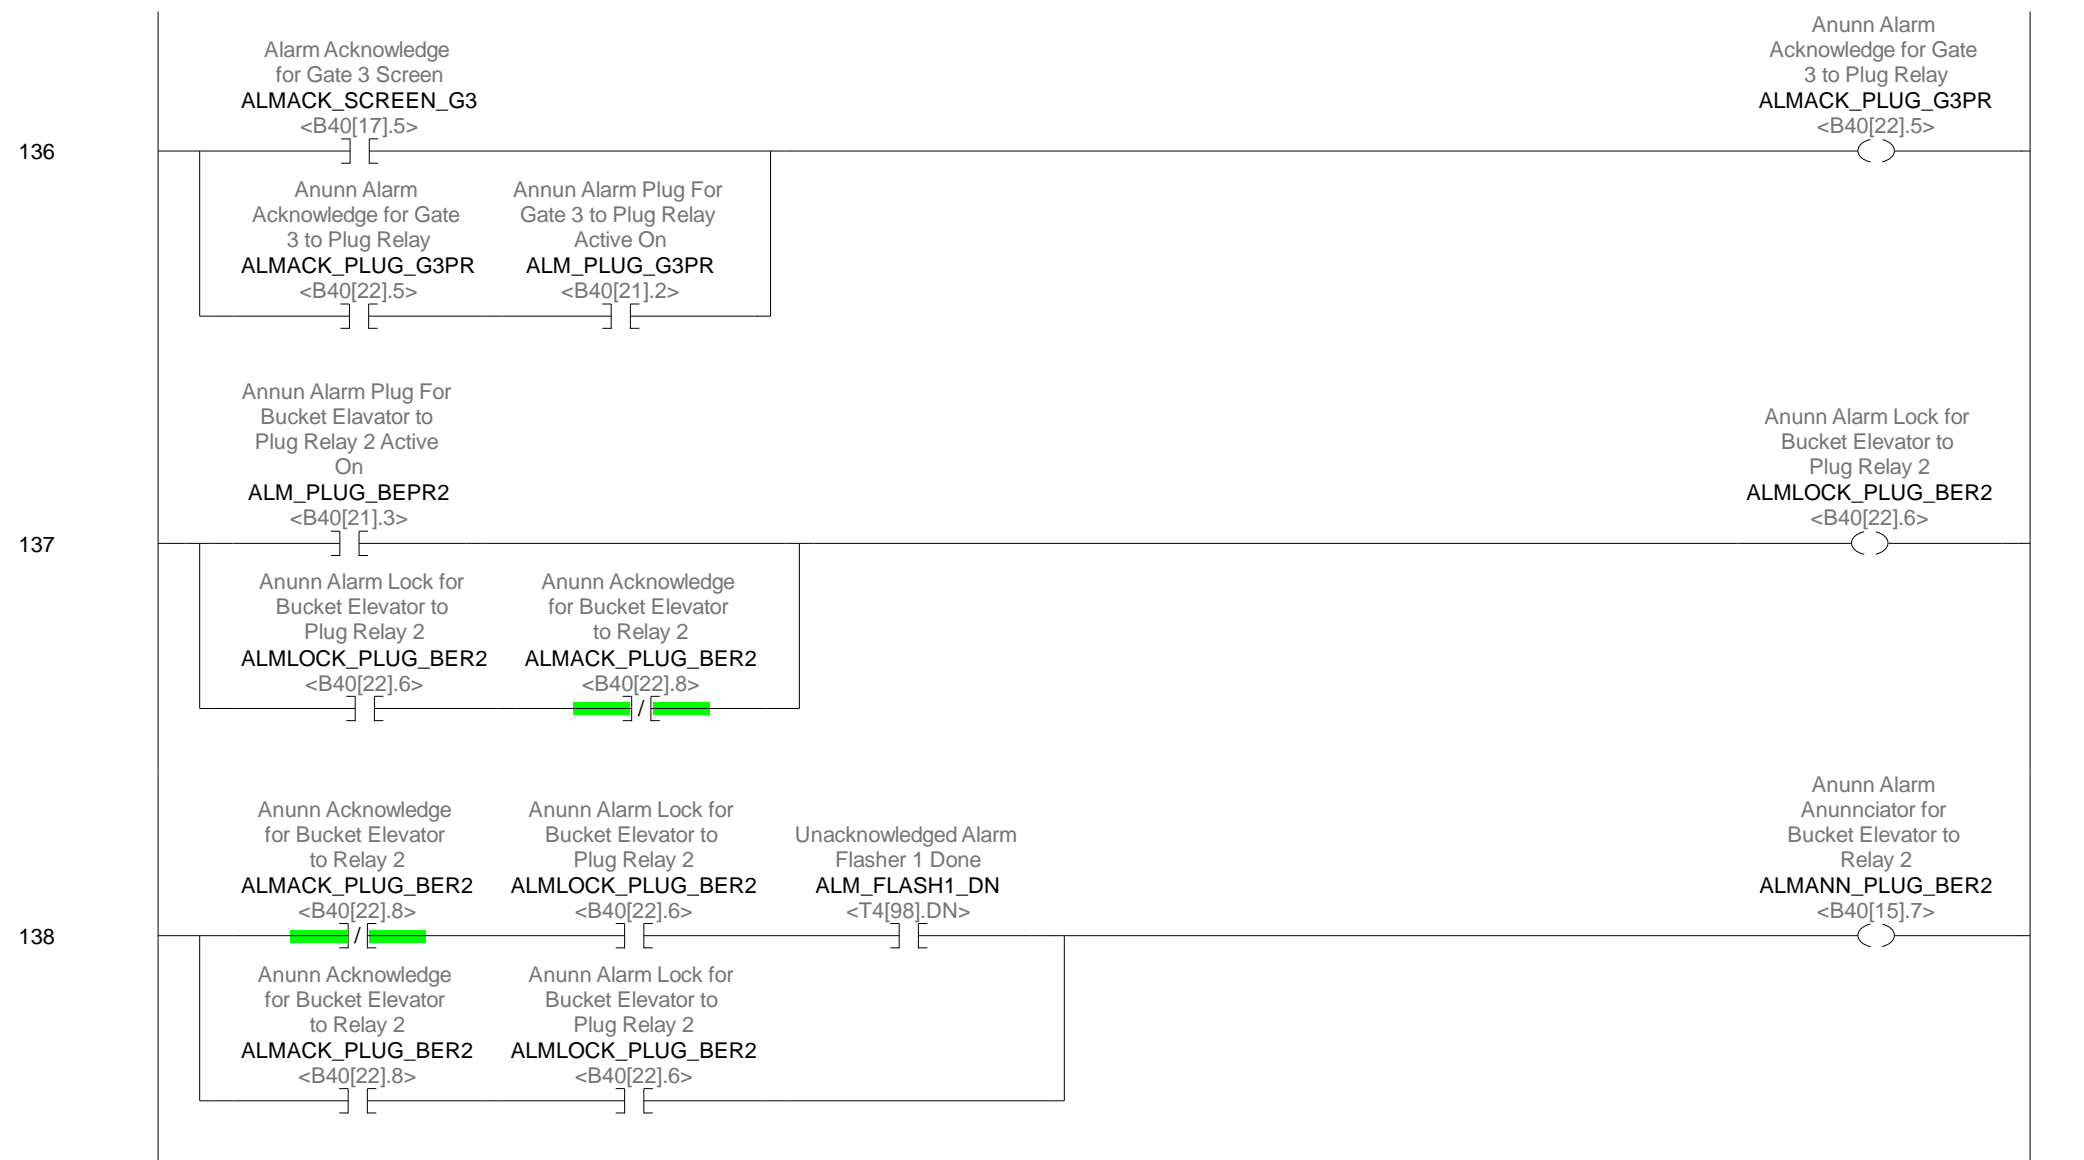 Alarm Acknowledge
for Gate 3 Screen
ALMACK_SCREEN_G3
<B40[17].5>
Anunn Alarm
Acknowledge for Gate
3 to Plug Relay
ALMACK_PLUG_G3PR
<B40[22].5>
136
Anunn Alarm
Acknowledge for Gate
3 to Plug Relay
ALMACK_PLUG_G3PR
<B40[22].5>
Annun Alarm Plug For
Gate 3 to Plug Relay
Active On
ALM_PLUG_G3PR
<B40[21].2>
Annun Alarm Plug For
Bucket Elavator to
Plug Relay 2 Active
On
ALM_PLUG_BEPR2
<B40[21].3>
Anunn Alarm Lock for
Bucket Elevator to
Plug Relay 2
ALMLOCK_PLUG_BER2
<B40[22].6>
137
Anunn Alarm Lock for
Bucket Elevator to
Plug Relay 2
ALMLOCK_PLUG_BER2
<B40[22].6>
Anunn Acknowledge
for Bucket Elevator
to Relay 2
ALMACK_PLUG_BER2
<B40[22].8>
/
Anunn Acknowledge
for Bucket Elevator
to Relay 2
ALMACK_PLUG_BER2
<B40[22].8>
/
Anunn Alarm Lock for
Bucket Elevator to
Plug Relay 2
ALMLOCK_PLUG_BER2
<B40[22].6>
Unacknowledged Alarm
Flasher 1 Done
ALM_FLASH1_DN
<T4[98].DN>
Anunn Alarm
Anunnciator for
Bucket Elevator to
Relay 2
ALMANN_PLUG_BER2
<B40[15].7>
138
Anunn Acknowledge
for Bucket Elevator
to Relay 2
ALMACK_PLUG_BER2
<B40[22].8>
Anunn Alarm Lock for
Bucket Elevator to
Plug Relay 2
ALMLOCK_PLUG_BER2
<B40[22].6>